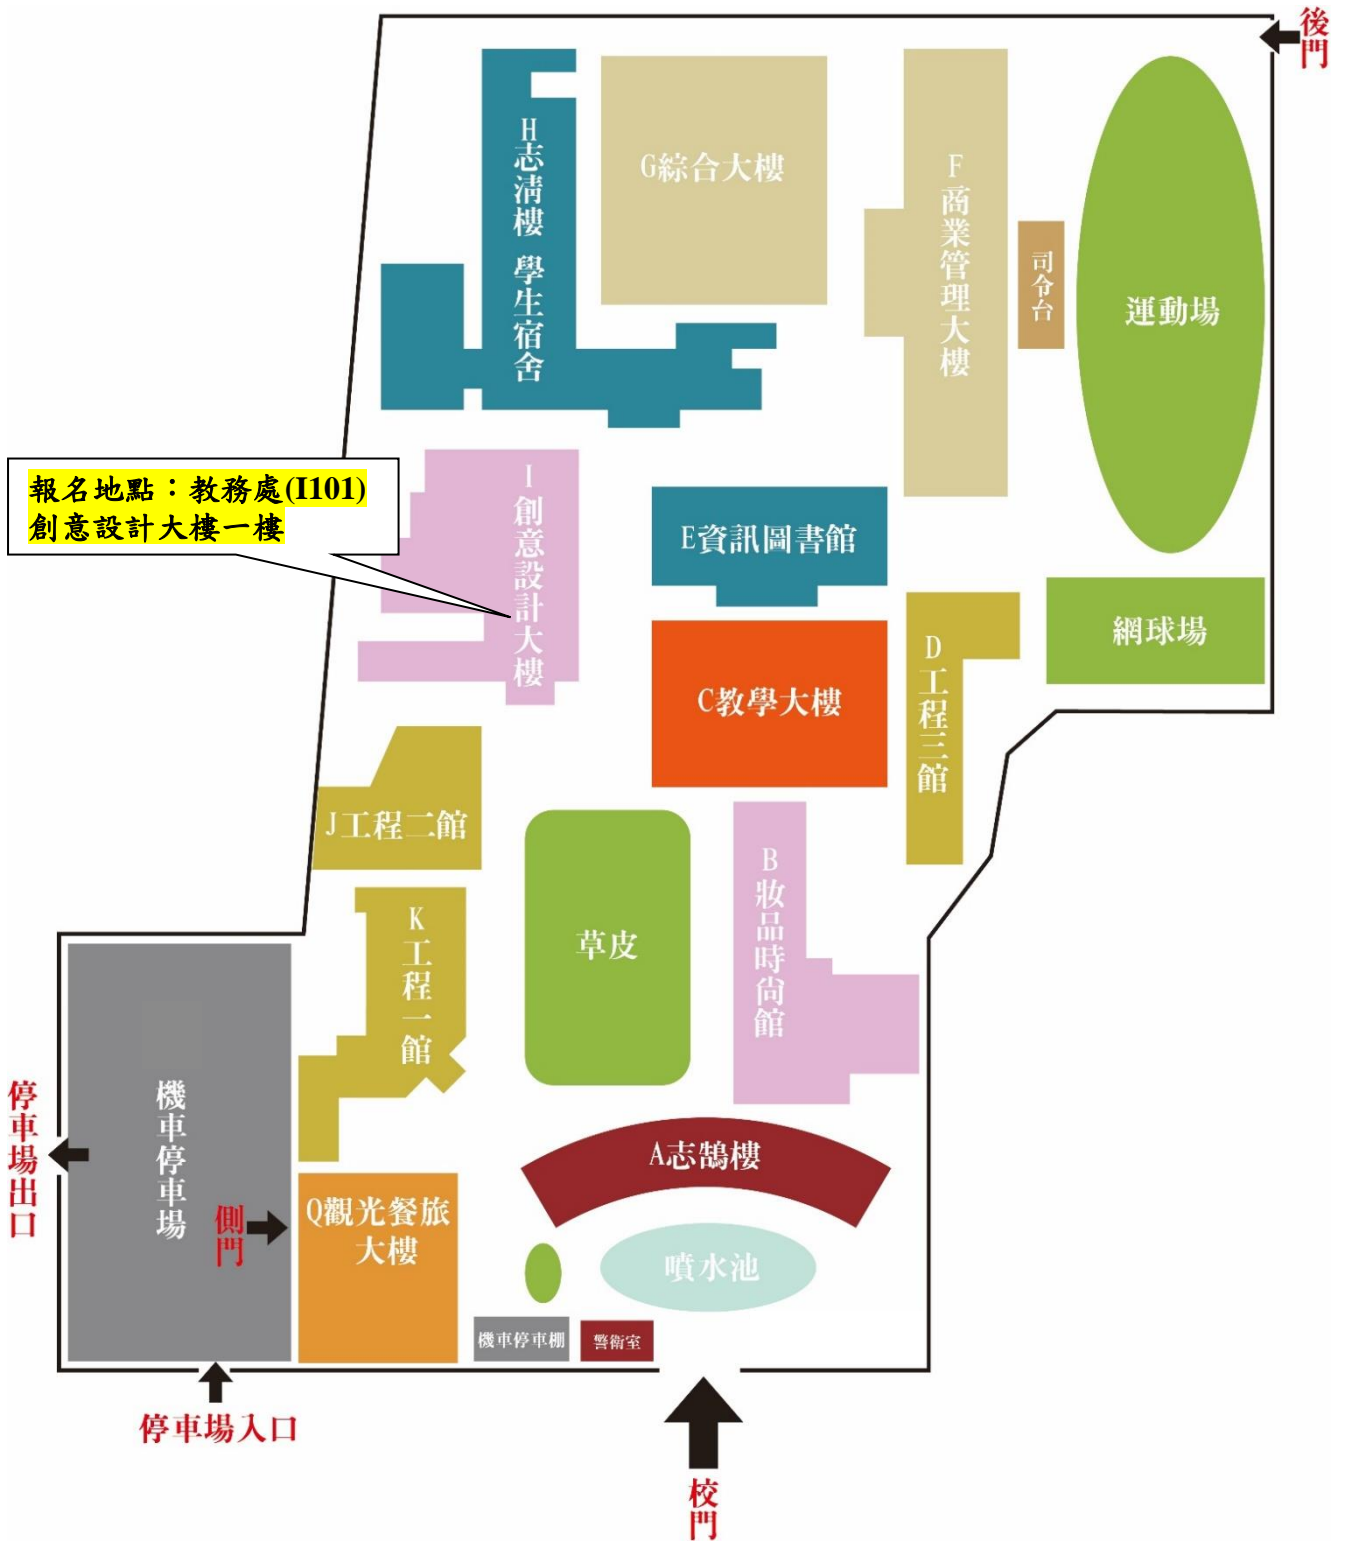 後門
H志清樓 學生宿舍
G綜合大樓
F商業管理大樓
司令台
運動場
報名地點：教務處(I101)
創意設計大樓一樓
I創意設計大樓
E資訊圖書館
網球場
C教學大樓
D工程三館
J工程二館
草皮
B妝品時尚館
K工程一館
機車停車場
停車場出口
側門
A志鵠樓
Q觀光餐旅
大樓
噴水池
機車停車棚
警衛室
停車場入口
校門